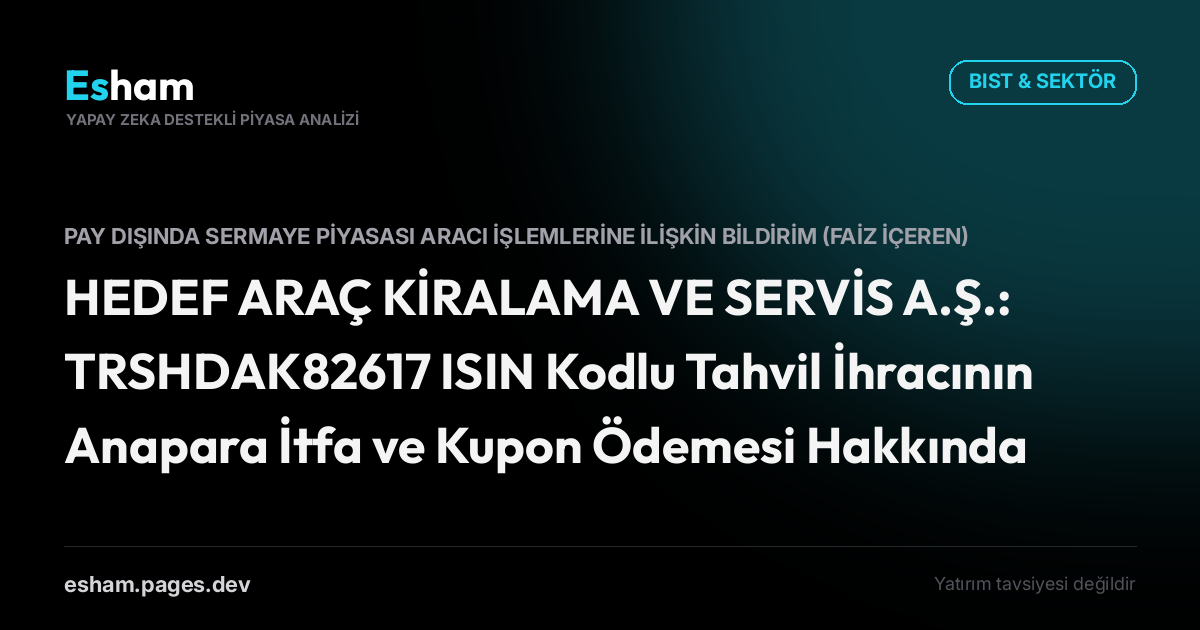 Esham
BIST & SEKTÖR
YAPAY ZEKA DESTEKLİ PİYASA ANALİZİ
PAY DIŞINDA SERMAYE PİYASASI ARACI İŞLEMLERİNE İLİŞKİN BİLDİRİM (FAİZ İÇEREN)
HEDEF ARAÇ KİRALAMA VE SERVİS A.Ş.:
TRSHDAK82617 ISIN Kodlu Tahvil İhracının
Anapara İtfa ve Kupon Ödemesi Hakkında
esham.pages.dev
Yatırım tavsiyesi değildir